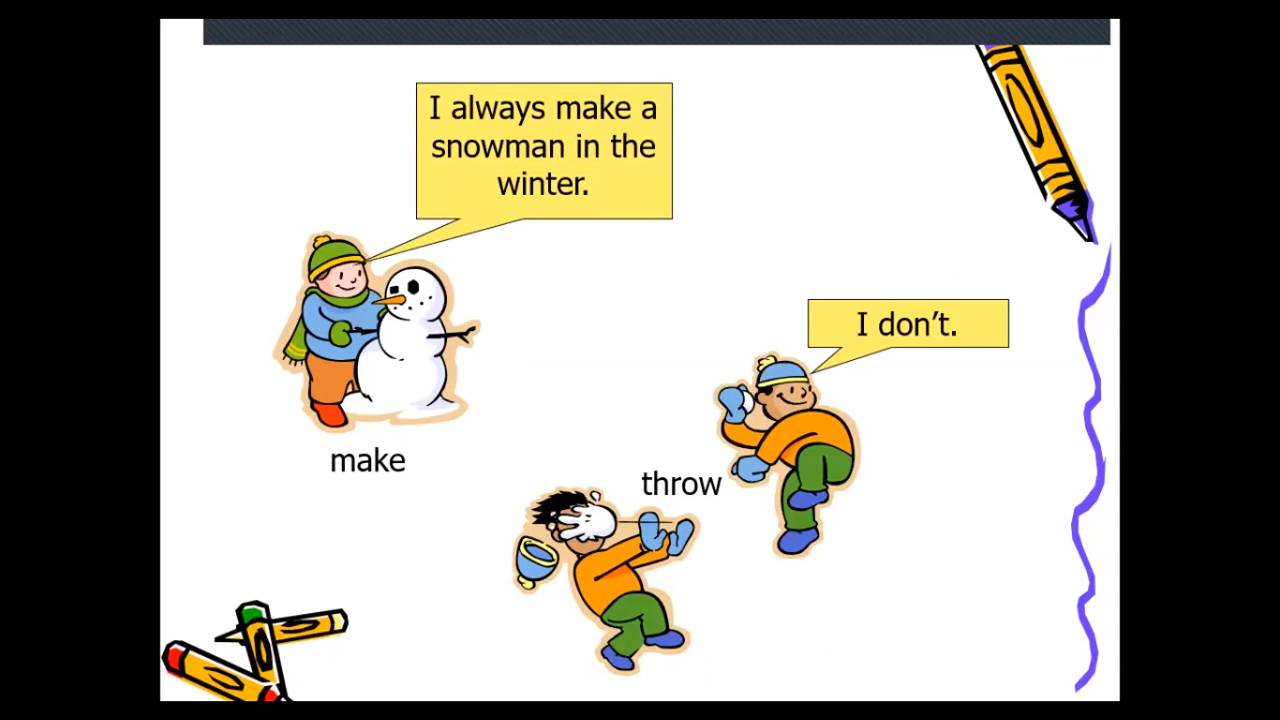 I always make a
snowman in the
winter.
I don't.
make
throw